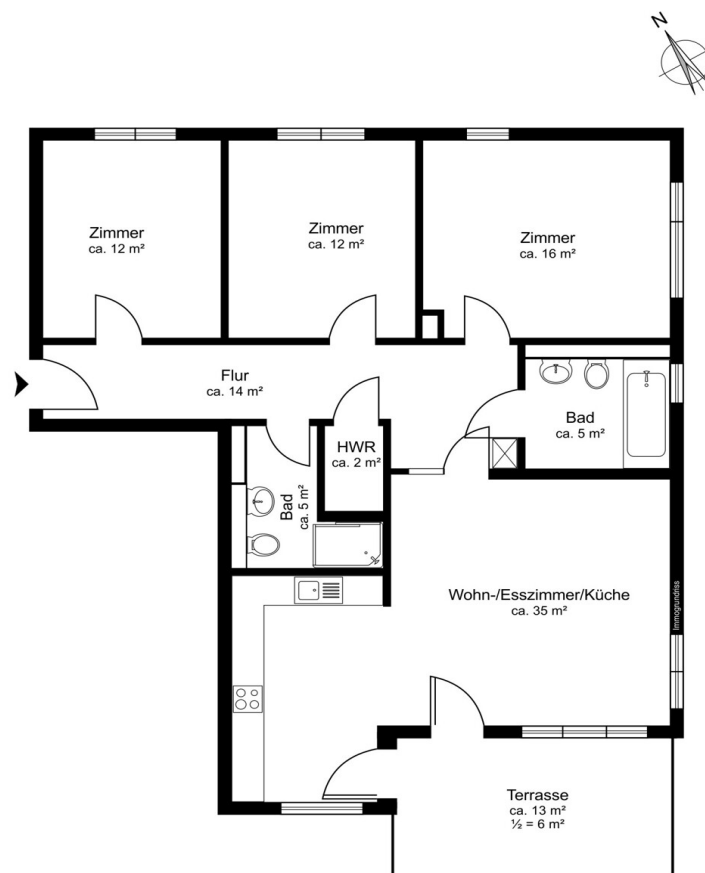 N
Zimmer
ca. 12 m²
Zimmer
ca. 12 m²
Zimmer
ca. 16 m²
Flur
ca. 14 m²
Bad
ca. 5 m²
HWR
ca. 2 m²
Bad
ca. 5 m²
Wohn-/Esszimmer/Küche
ca. 35 m²
Immogrundriss
Terrasse
ca. 13 m²
½ = 6 m²